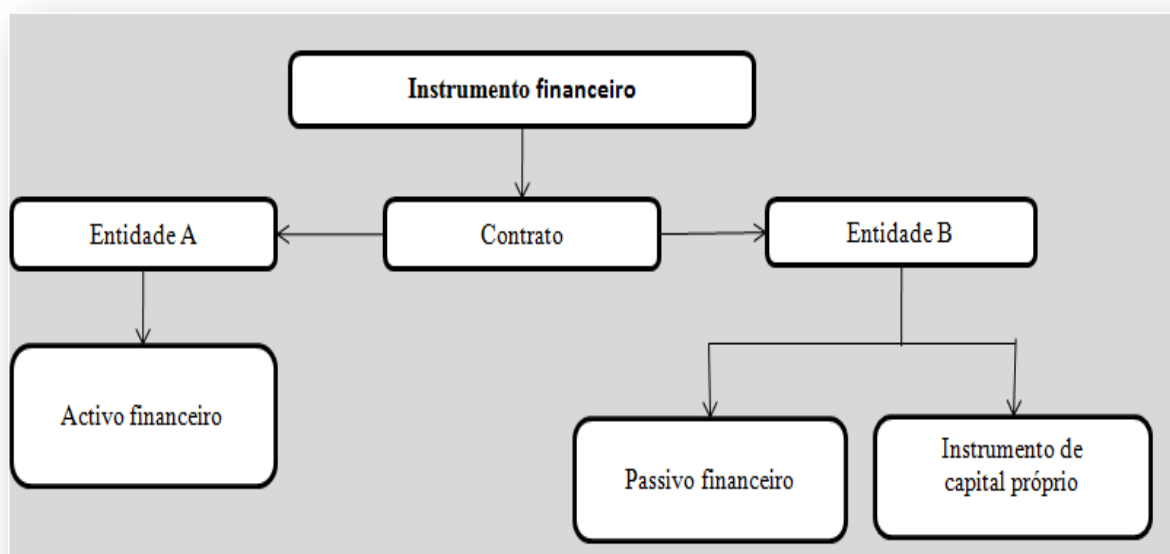 Instrumento financeiro
Entidade A
Contrato
Entidade B
Activo financeiro
Passivo financeiro
Instrumento de
capital próprio